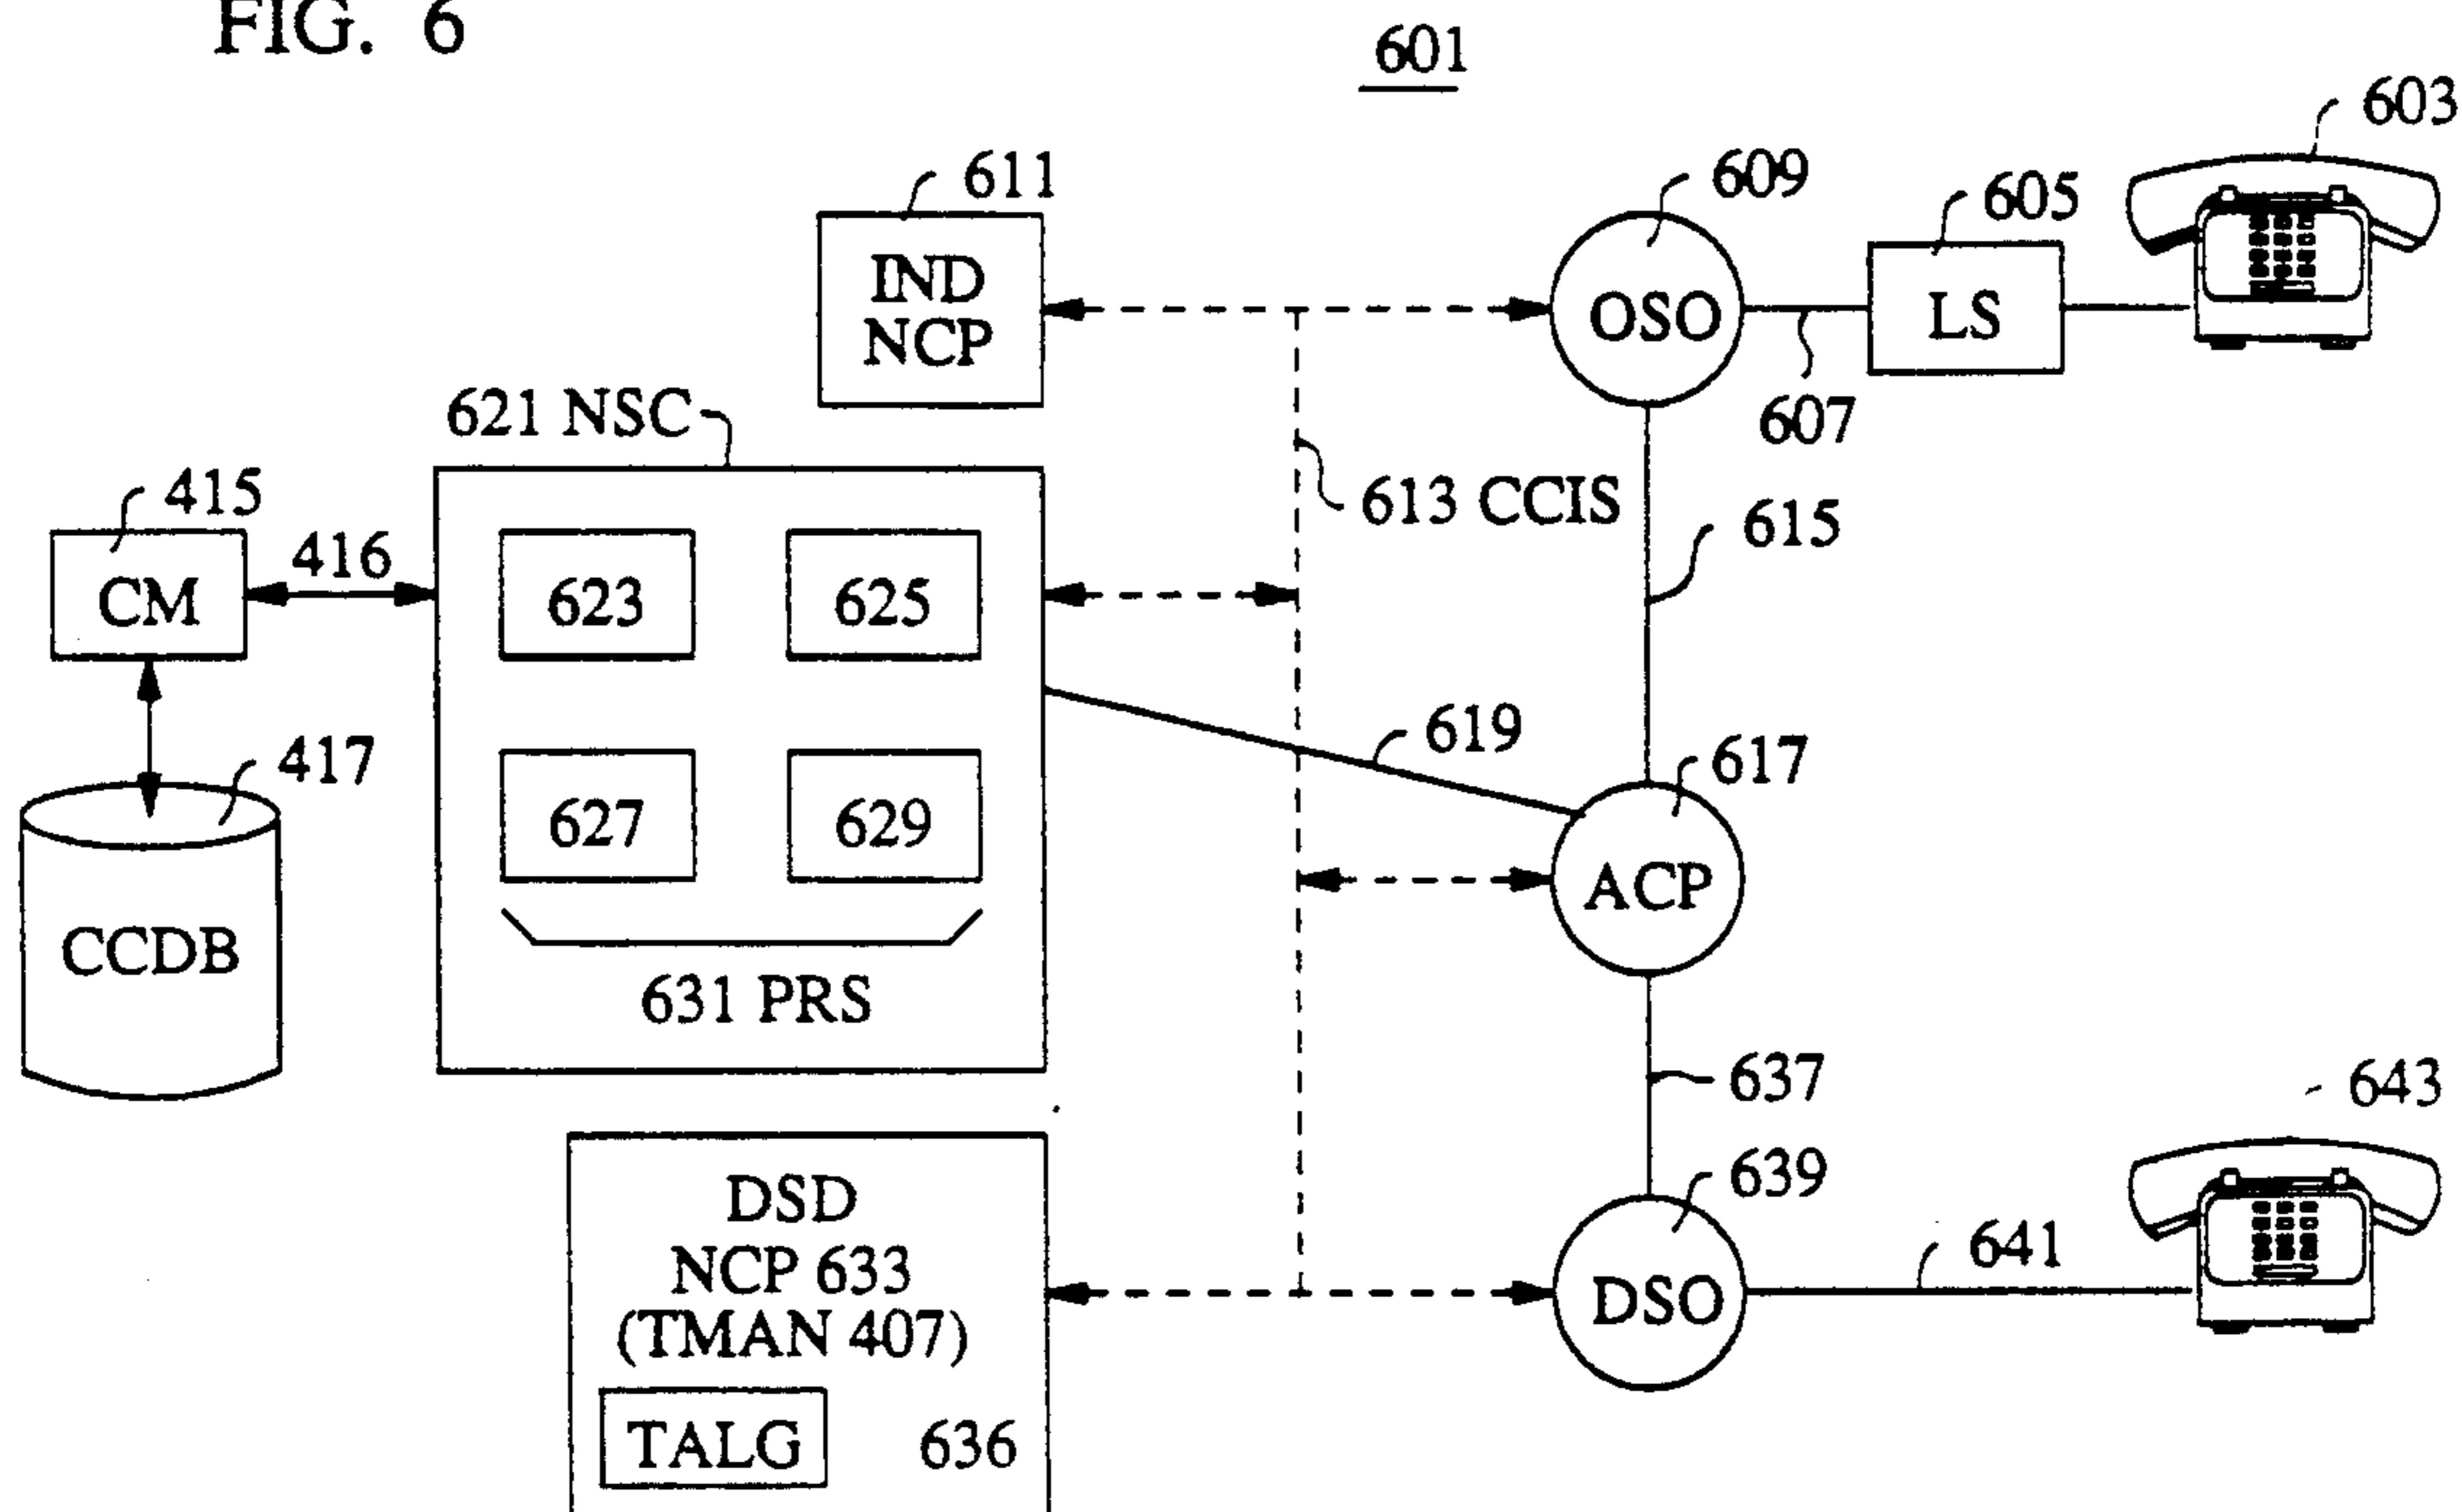 FIG. 6
601
603
611
609
605
IND
NCP
OSO
LS
607
621 NSC
613 CCIS
415
416
CM
623
625
615
417
619
617
627
629
ACP
CCDB
631 PRS
637
643
639
DSD
NCP 633
(TMAN 407)
641
DSO
TALG
636